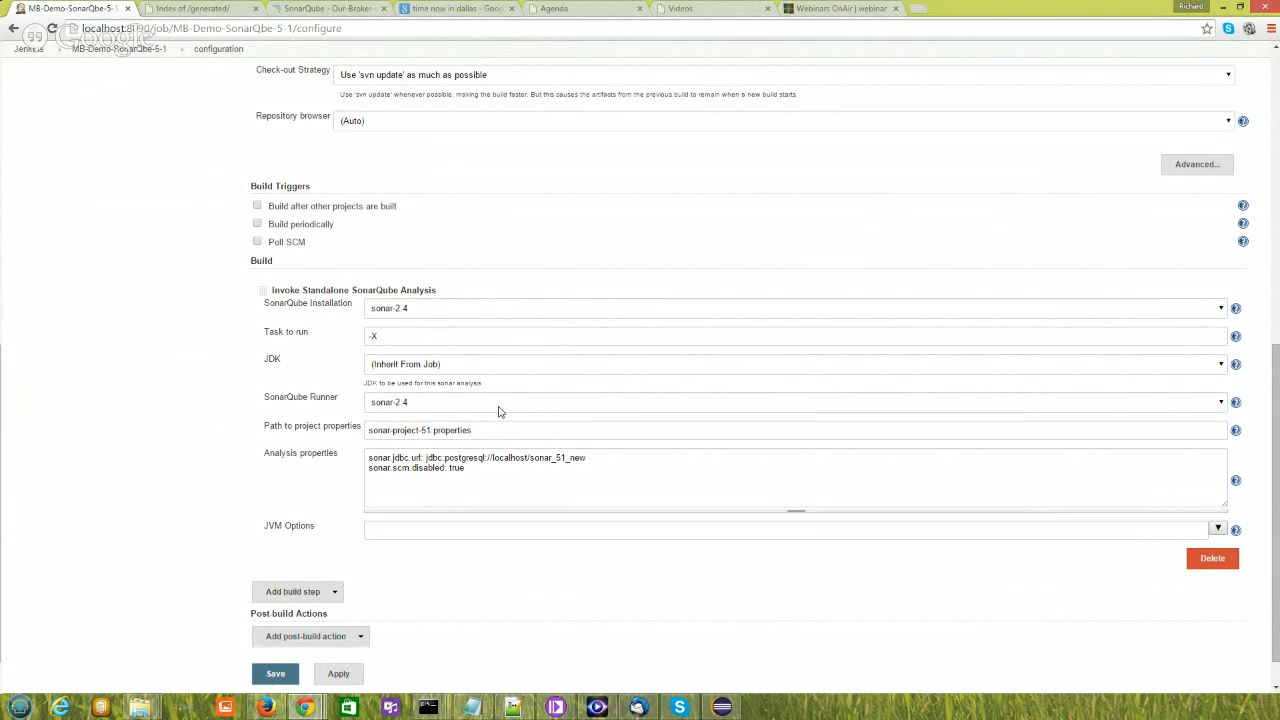 MB-Demo-SonarQbe-5-1
Index of /generated/
SonarQube - Our-Broker -
time now in dallas - Goog
Agenda
Videos
Webinars OnAir | webinar
Richard
localhost:8090/job/MB-Demo-SonarQbe-5-1/configure
Google
Jenkins
MB-Demo-SonarQbe-5-1
configuration
Check-out Strategy
Use 'svn update' as much as possible
Use 'svn update' whenever possible, making the build faster. But this causes the artifacts from the previous build to remain when a new build starts.
Repository browser
(Auto)
Advanced...
Build Triggers
Build after other projects are built
Build periodically
Poll SCM
Build
Invoke Standalone SonarQube Analysis
SonarQube Installation
sonar-2.4
Task to run
-X
JDK
(Inherit From Job)
JDK to be used for this sonar analysis
SonarQube Runner
sonar-2.4
Path to project properties
sonar-project-51.properties
Analysis properties
sonar.jdbc.url: jdbc:postgresql://localhost/sonar_51_new
sonar.scm.disabled: true
JVM Options
Delete
Add build step
Post-build Actions
Add post-build action
Save
Apply